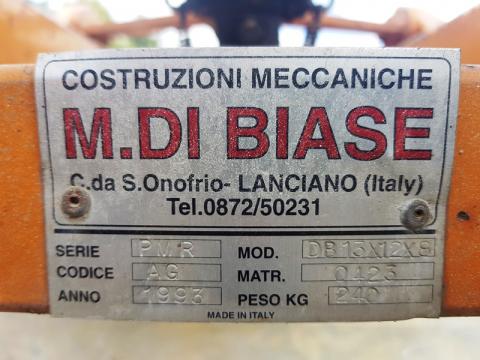 COSTRUZIONI MECCANICHE
M.DI BIASE
C.da S.Onofrio- LANCIANO (Italy)
Tel.0872/50231
SERIE PMR MOD. DB13X12X8
CODICE AG MATR. 0423
ANNO 1993 PESO KG 240
MADE IN ITALY